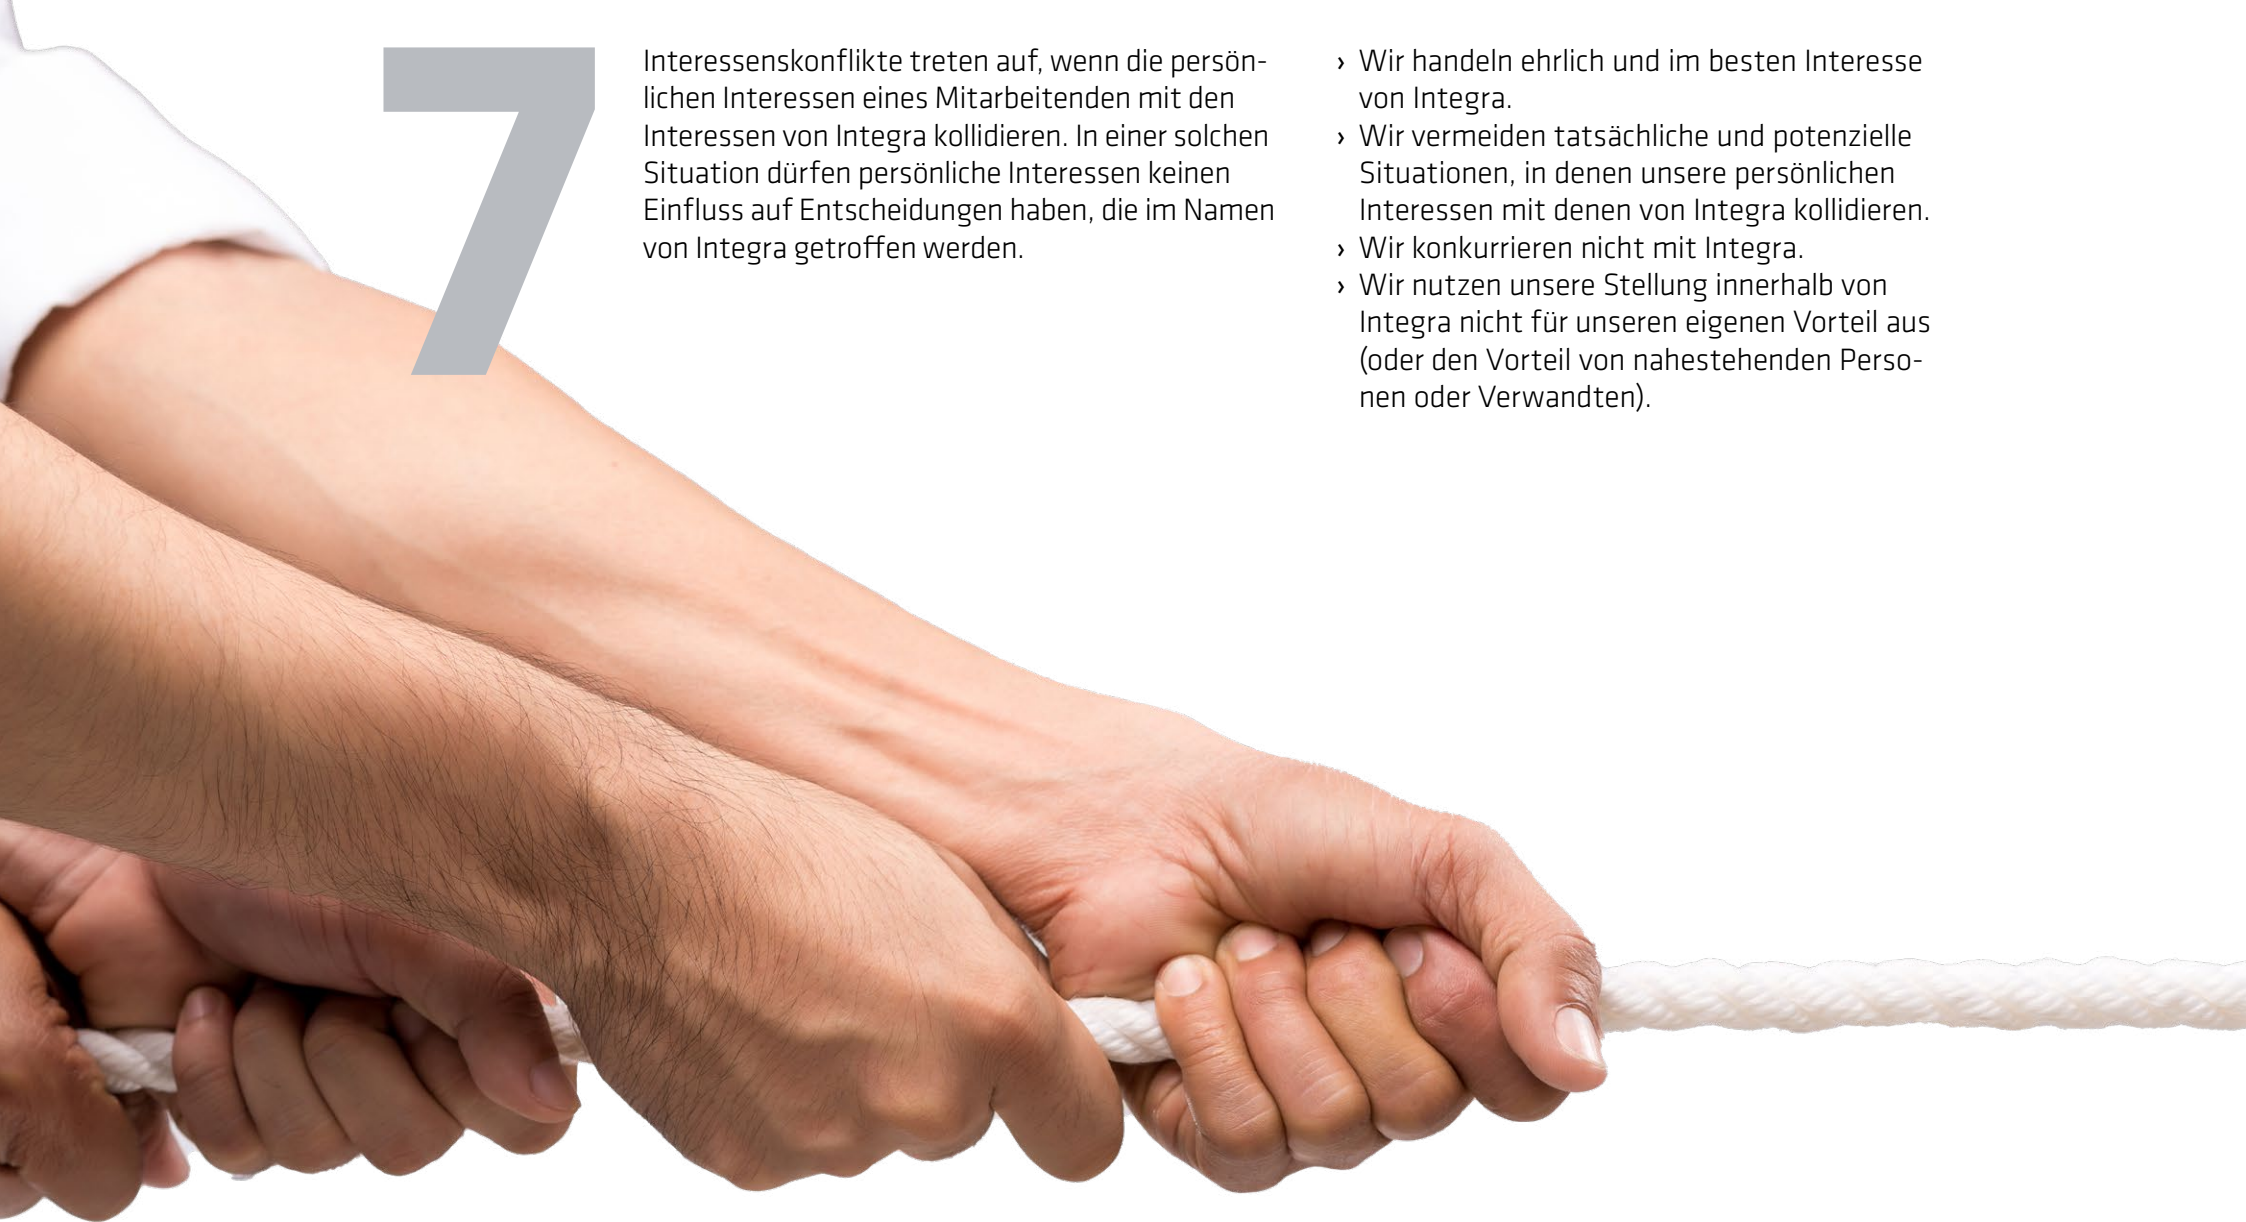 7
Interessenskonflikte treten auf, wenn die persön-
lichen Interessen eines Mitarbeitenden mit den
Interessen von Integra kollidieren. In einer solchen
Situation dürfen persönliche Interessen keinen
Einfluss auf Entscheidungen haben, die im Namen
von Integra getroffen werden.
› Wir handeln ehrlich und im besten Interesse
von Integra.
› Wir vermeiden tatsächliche und potenzielle
Situationen, in denen unsere persönlichen
Interessen mit denen von Integra kollidieren.
› Wir konkurrieren nicht mit Integra.
› Wir nutzen unsere Stellung innerhalb von
Integra nicht für unseren eigenen Vorteil aus
(oder den Vorteil von nahestehenden Perso-
nen oder Verwandten).